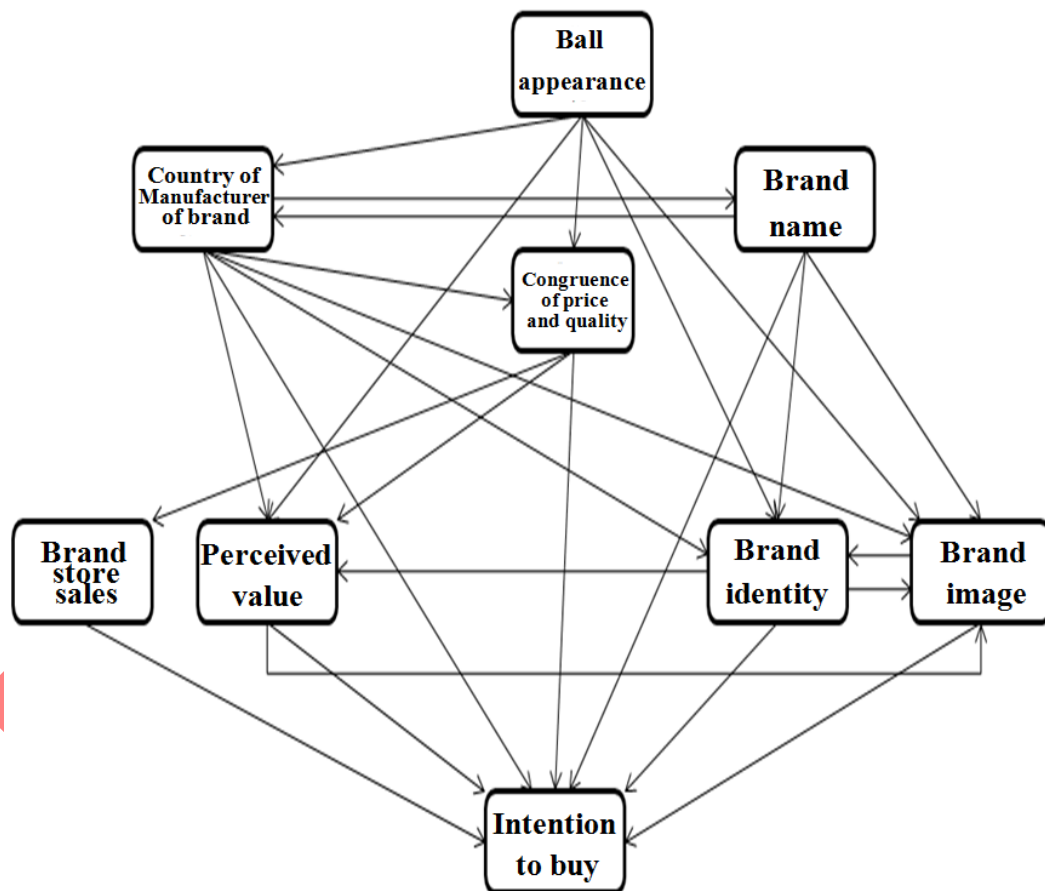 Ball
appearance
Country of
Manufacturer
of brand
Brand
name
Congruence
of price
and quality
Brand
store
sales
Perceived
value
Brand
identity
Brand
image
Intention
to buy